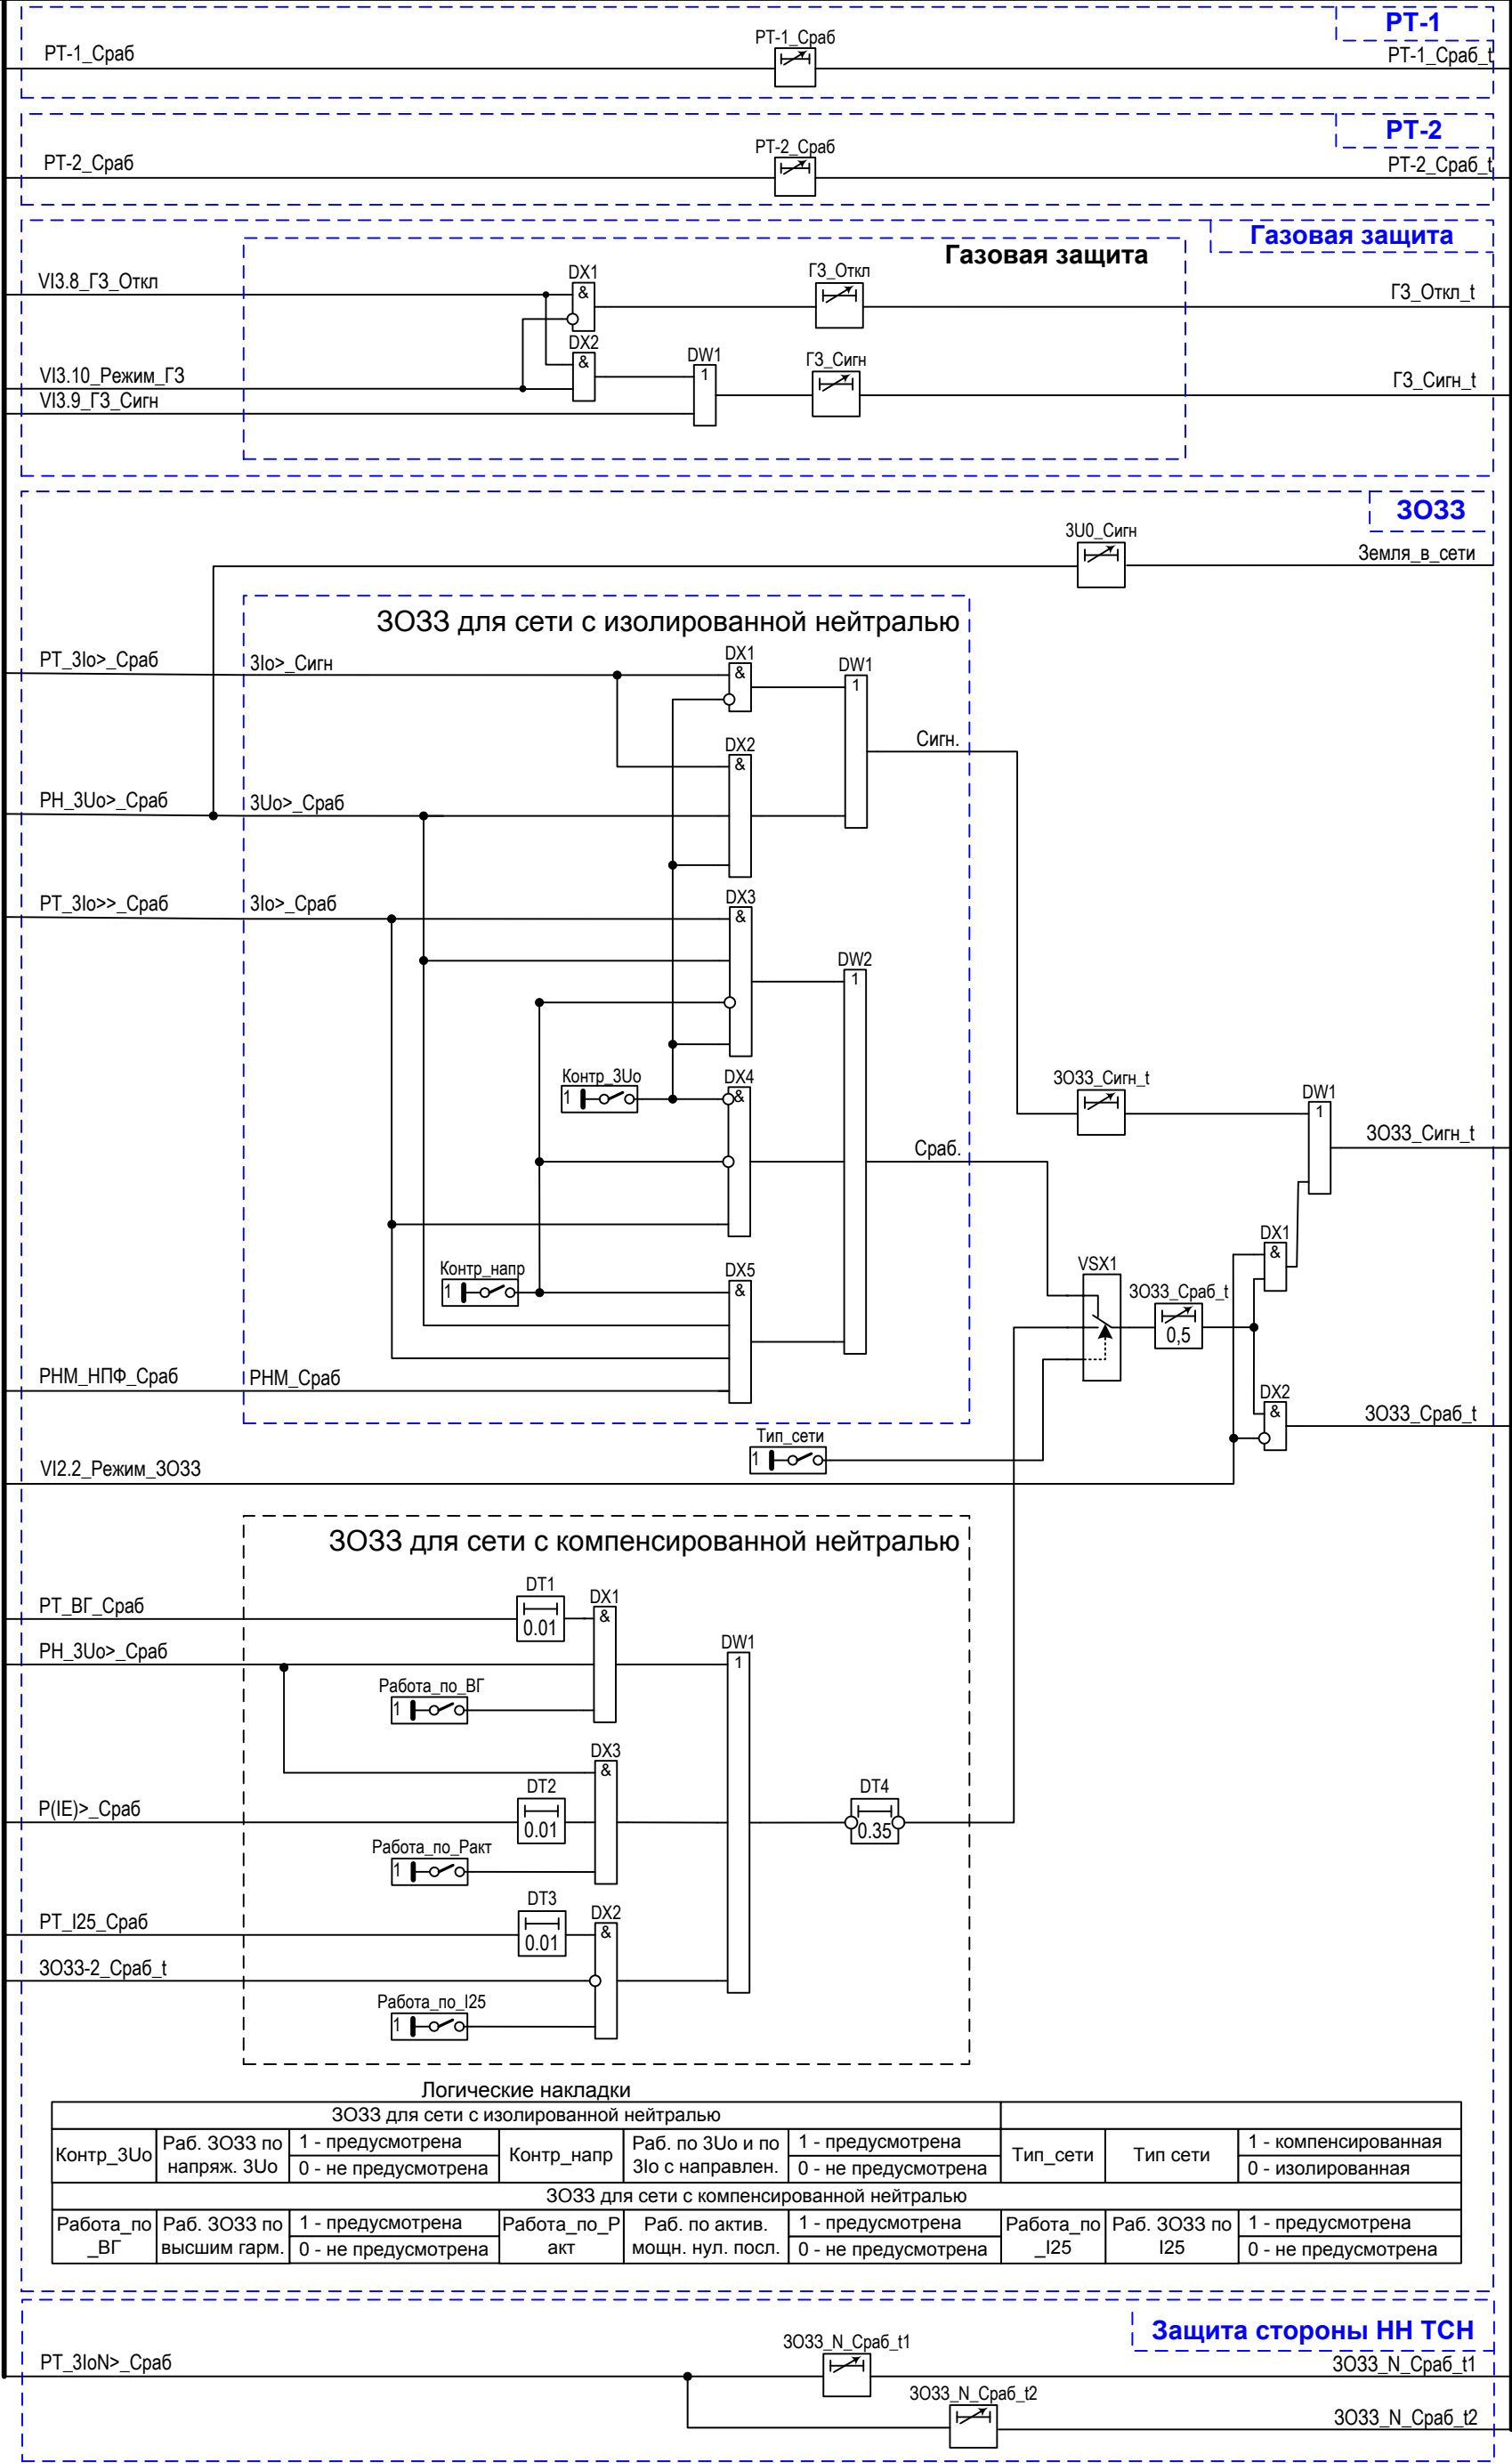 РТ-1
РТ-1_Сраб
РТ-1_Сраб
РТ-1_Сраб_t
РТ-2
РТ-2_Сраб
РТ-2_Сраб
РТ-2_Сраб_t
Газовая защита
Газовая защита
VI3.8_ГЗ_Откл
DX1
&
ГЗ_Откл
ГЗ_Откл_t
DX2
&
VI3.10_Режим_ГЗ
DW1
1
ГЗ_Сигн
ГЗ_Сигн_t
VI3.9_ГЗ_Сигн
ЗОЗЗ
3U0_Сигн
Земля_в_сети
ЗОЗЗ для сети с изолированной нейтралью
РТ_3Io>_Сраб
3Io>_Сигн
DX1
&
DW1
1
DX2
&
Сигн.
РН_3Uo>_Сраб
3Uo>_Сраб
РТ_3Io>>_Сраб
3Io>_Сраб
DX3
&
DW2
1
Контр_3Uo
1
DX4
&
ЗОЗЗ_Сигн_t
DW1
1
ЗОЗЗ_Сигн_t
Сраб.
Контр_напр
1
DX5
&
VSX1
ЗОЗЗ_Сраб_t
0,5
DX1
&
РНМ_НПФ_Сраб
РНМ_Сраб
DX2
&
ЗОЗЗ_Сраб_t
Тип_сети
1
VI2.2_Режим_ЗОЗЗ
ЗОЗЗ для сети с компенсированной нейтралью
РТ_ВГ_Сраб
DT1
0.01
DX1
&
РН_3Uo>_Сраб
DW1
1
Работа_по_ВГ
1
DX3
&
P(IE)>_Сраб
DT2
0.01
DT4
0.35
Работа_по_Ракт
1
РТ_I25_Сраб
DT3
0.01
DX2
&
ЗОЗЗ-2_Сраб_t
Работа_по_I25
1
Логические накладки
ЗОЗЗ для сети с изолированной нейтралью
Контр_3Uo
Раб. ЗОЗЗ по
напряж. 3Uo
1 - предусмотрена
0 - не предусмотрена
Контр_напр
Раб. по 3Uo и по
3Io с направлен.
1 - предусмотрена
0 - не предусмотрена
Тип_сети
Тип сети
1 - компенсированная
0 - изолированная
ЗОЗЗ для сети с компенсированной нейтралью
Работа_по
_ВГ
Раб. ЗОЗЗ по
высшим гарм.
1 - предусмотрена
0 - не предусмотрена
Работа_по_Р
акт
Раб. по актив.
мощн. нул. посл.
1 - предусмотрена
0 - не предусмотрена
Работа_по
_I25
Раб. ЗОЗЗ по
I25
1 - предусмотрена
0 - не предусмотрена
Защита стороны НН ТСН
РТ_3IoN>_Сраб
ЗОЗЗ_N_Сраб_t1
ЗОЗЗ_N_Сраб_t1
ЗОЗЗ_N_Сраб_t2
ЗОЗЗ_N_Сраб_t2